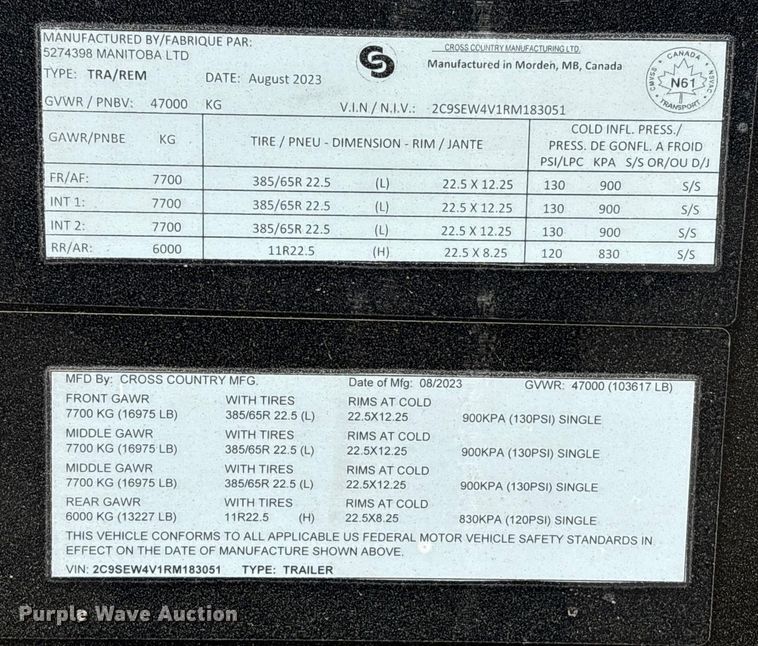 MANUFACTURED BY/FABRIQUE PAR:
5274398 MANITOBA LTD
CROSS COUNTRY MANUFACTURING LTD.
Manufactured in Morden, MB, Canada
CANADA
CMVSS N61 NSVAC
TRANSPORT
TYPE: TRA/REM DATE: August 2023
GVWR / PNBV: 47000 KG V.I.N / N.I.V.: 2C9SEW4V1RM183051
GAWR/PNBE KG TIRE / PNEU - DIMENSION - RIM / JANTE COLD INFL. PRESS./
PRESS. DE GONFL. A FROID
PSI/LPC KPA S/S OR/OU D/J
FR/AF: 7700 385/65R 22.5 (L) 22.5 X 12.25 130 900 S/S
INT 1: 7700 385/65R 22.5 (L) 22.5 X 12.25 130 900 S/S
INT 2: 7700 385/65R 22.5 (L) 22.5 X 12.25 130 900 S/S
RR/AR: 6000 11R22.5 (H) 22.5 X 8.25 120 830 S/S
MFD By: CROSS COUNTRY MFG. Date of Mfg: 08/2023 GVWR: 47000 (103617 LB)
FRONT GAWR WITH TIRES RIMS AT COLD
7700 KG (16975 LB) 385/65R 22.5 (L) 22.5X12.25 900KPA (130PSI) SINGLE
MIDDLE GAWR WITH TIRES RIMS AT COLD
7700 KG (16975 LB) 385/65R 22.5 (L) 22.5X12.25 900KPA (130PSI) SINGLE
MIDDLE GAWR WITH TIRES RIMS AT COLD
7700 KG (16975 LB) 385/65R 22.5 (L) 22.5X12.25 900KPA (130PSI) SINGLE
REAR GAWR WITH TIRES RIMS AT COLD
6000 KG (13227 LB) 11R22.5 (H) 22.5X8.25 830KPA (120PSI) SINGLE
THIS VEHICLE CONFORMS TO ALL APPLICABLE US FEDERAL MOTOR VEHICLE SAFETY STANDARDS IN
EFFECT ON THE DATE OF MANUFACTURE SHOWN ABOVE.
VIN: 2C9SEW4V1RM183051 TYPE: TRAILER
Purple Wave Auction